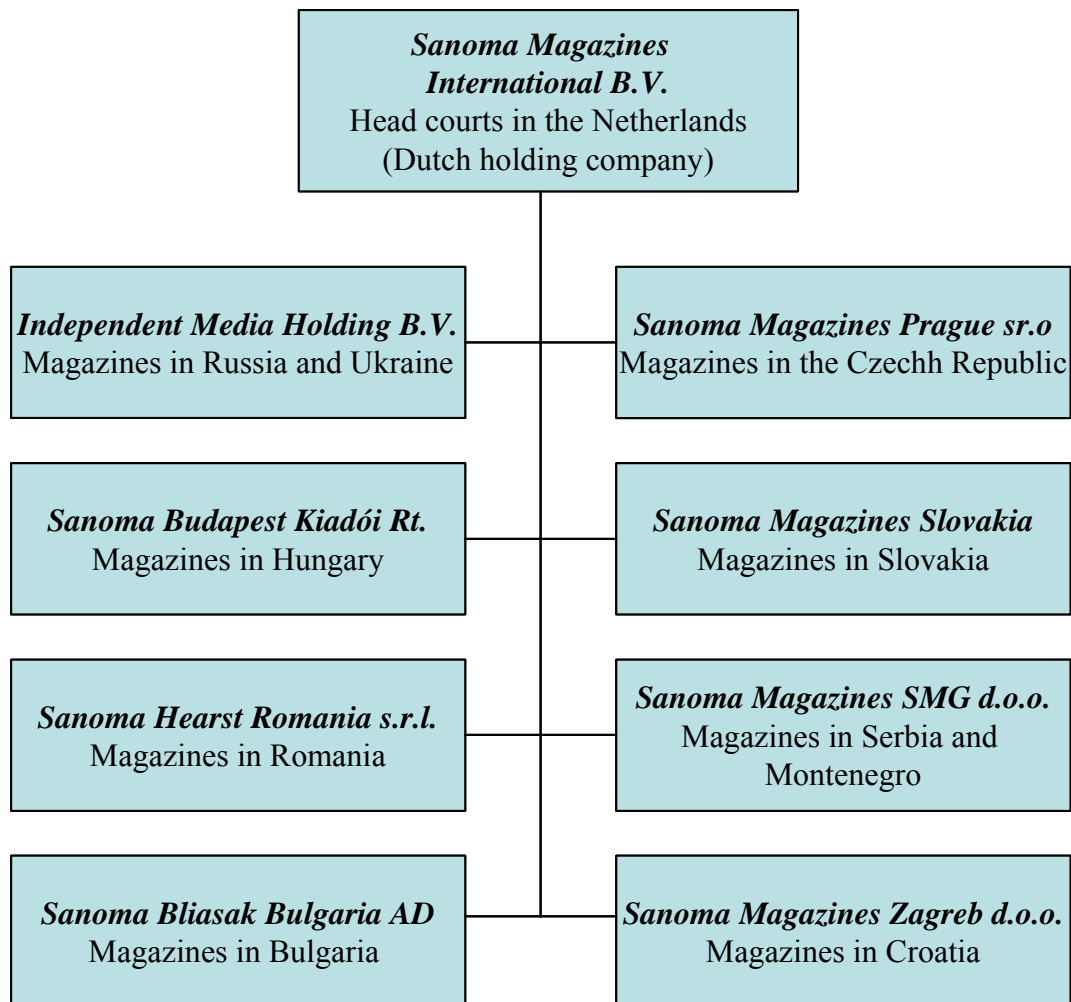 Sanoma Magazines
International B.V.
Head courts in the Netherlands
(Dutch holding company)
Independent Media Holding B.V.
Magazines in Russia and Ukraine
Sanoma Magazines Prague sr.o
Magazines in the Czechh Republic
Sanoma Budapest Kiadói Rt.
Magazines in Hungary
Sanoma Magazines Slovakia
Magazines in Slovakia
Sanoma Hearst Romania s.r.l.
Magazines in Romania
Sanoma Magazines SMG d.o.o.
Magazines in Serbia and
Montenegro
Sanoma Bliasak Bulgaria AD
Magazines in Bulgaria
Sanoma Magazines Zagreb d.o.o.
Magazines in Croatia